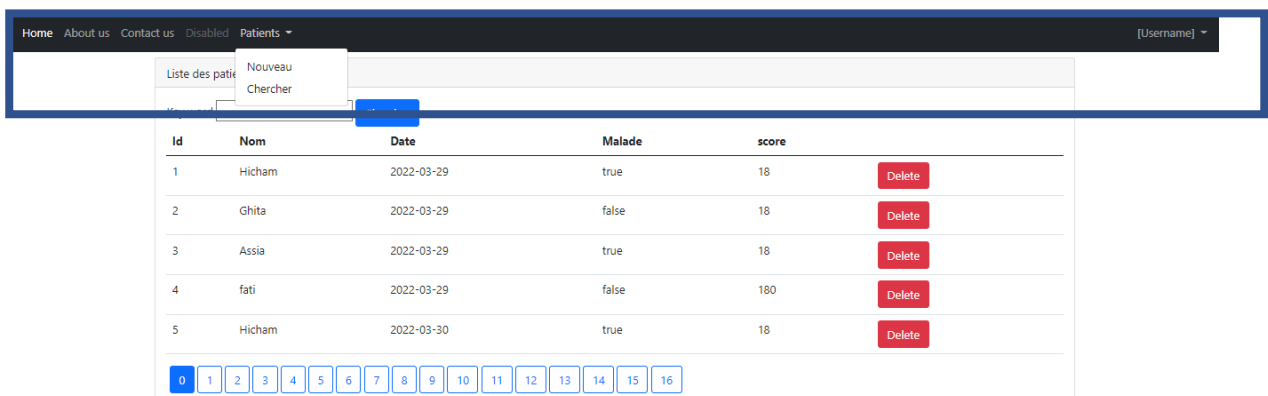 Home About us Contact us Disabled Patients [Username]
Nouveau
Chercher
Liste des patie
Id Nom Date Malade score
1 Hicham 2022-03-29 true 18 Delete
2 Ghita 2022-03-29 false 18 Delete
3 Assia 2022-03-29 true 18 Delete
4 fati 2022-03-29 false 180 Delete
5 Hicham 2022-03-30 true 18 Delete
0 1 2 3 4 5 6 7 8 9 10 11 12 13 14 15 16